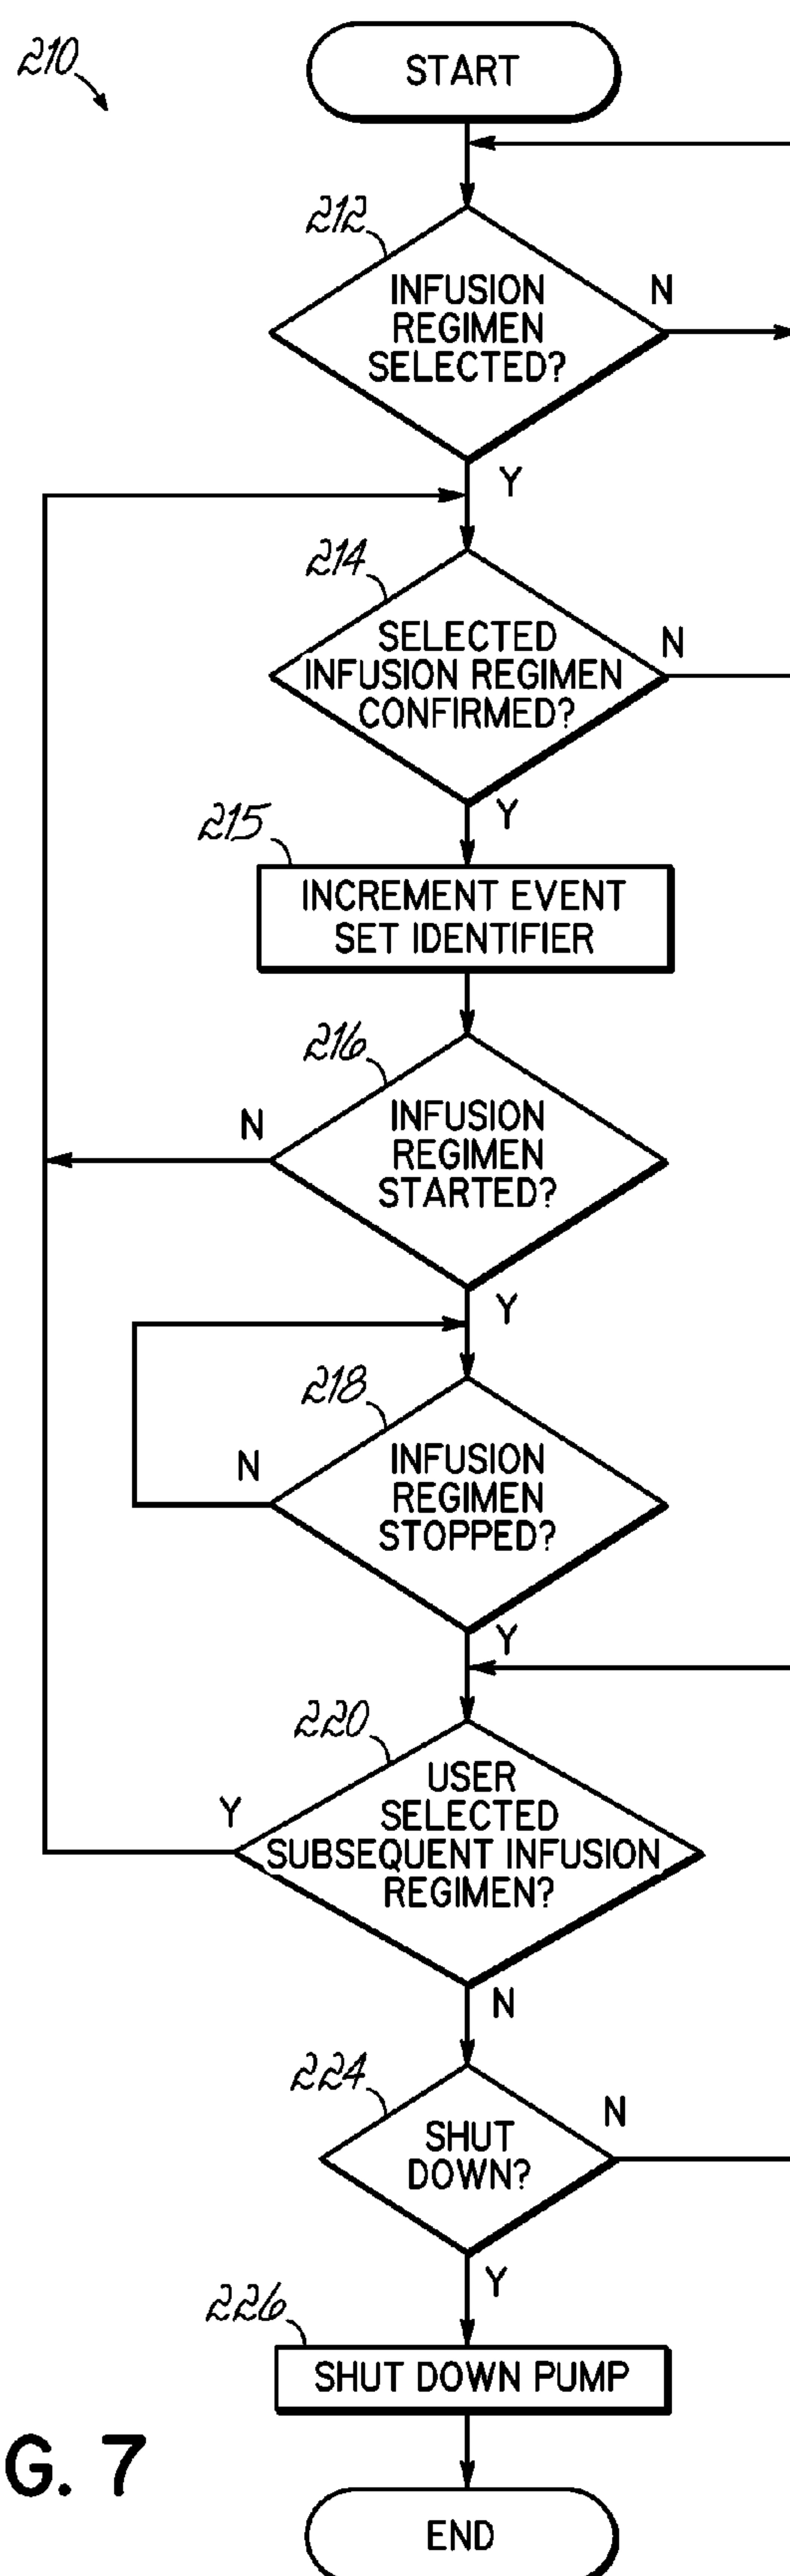 210
START
212
INFUSION
REGIMEN
SELECTED?
N
Y
214
SELECTED
INFUSION REGIMEN
CONFIRMED?
N
Y
215
INCREMENT EVENT
SET IDENTIFIER
216
INFUSION
REGIMEN
STARTED?
N
Y
218
INFUSION
REGIMEN
STOPPED?
N
Y
220
USER
SELECTED
SUBSEQUENT INFUSION
REGIMEN?
Y
N
224
SHUT
DOWN?
N
Y
226
SHUT DOWN PUMP
G. 7
END